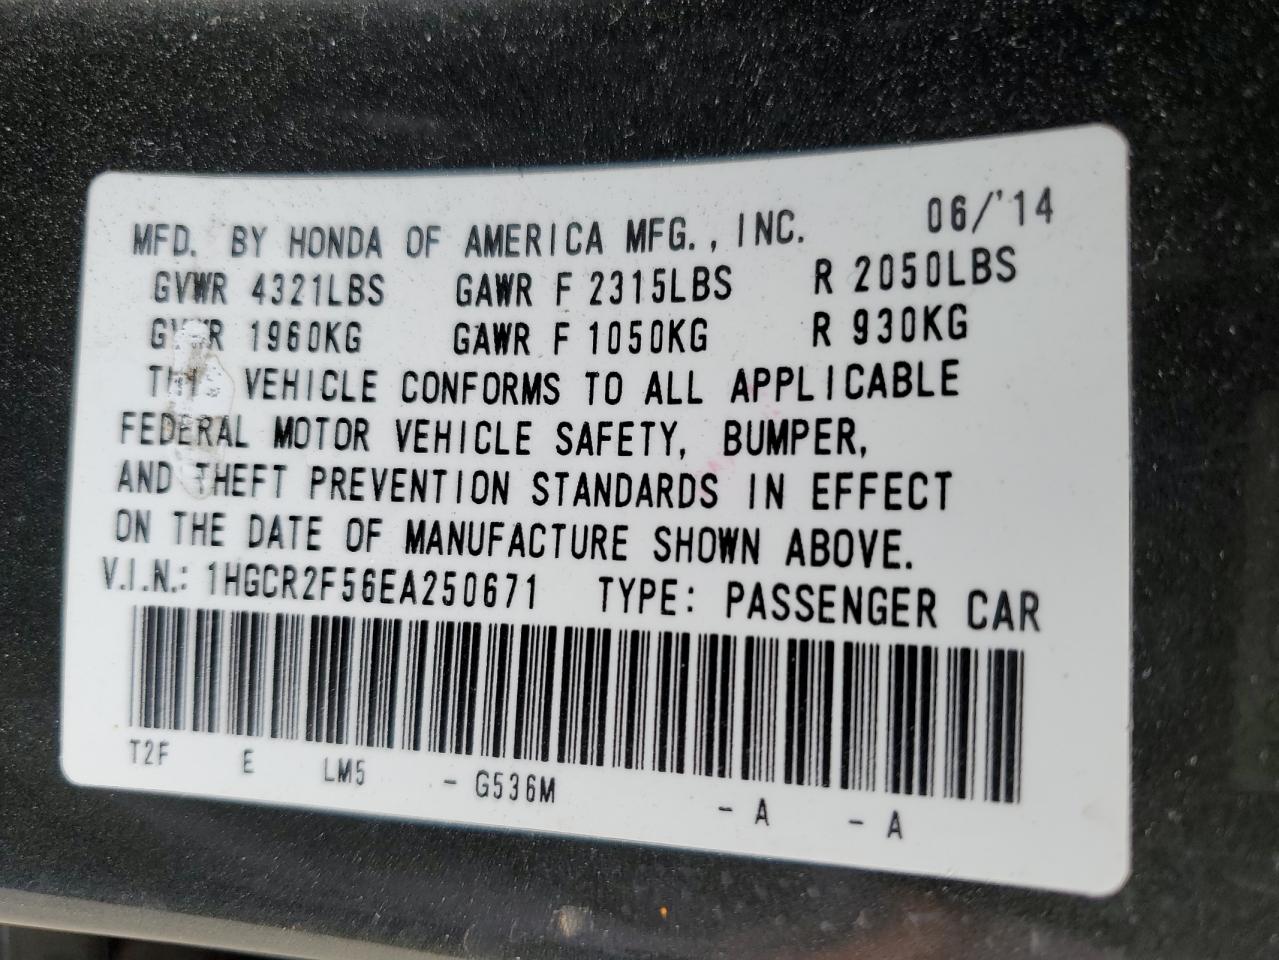 MFD. BY HONDA OF AMERICA MFG., INC. 06/'14
GVWR 4321LBS GAWR F 2315LBS R 2050LBS
GVWR 1960KG GAWR F 1050KG R 930KG
THIS VEHICLE CONFORMS TO ALL APPLICABLE
FEDERAL MOTOR VEHICLE SAFETY, BUMPER,
AND THEFT PREVENTION STANDARDS IN EFFECT
ON THE DATE OF MANUFACTURE SHOWN ABOVE.
V.I.N.: 1HGCR2F56EA250671 TYPE: PASSENGER CAR
T2F E LM5 - G536M - A - A